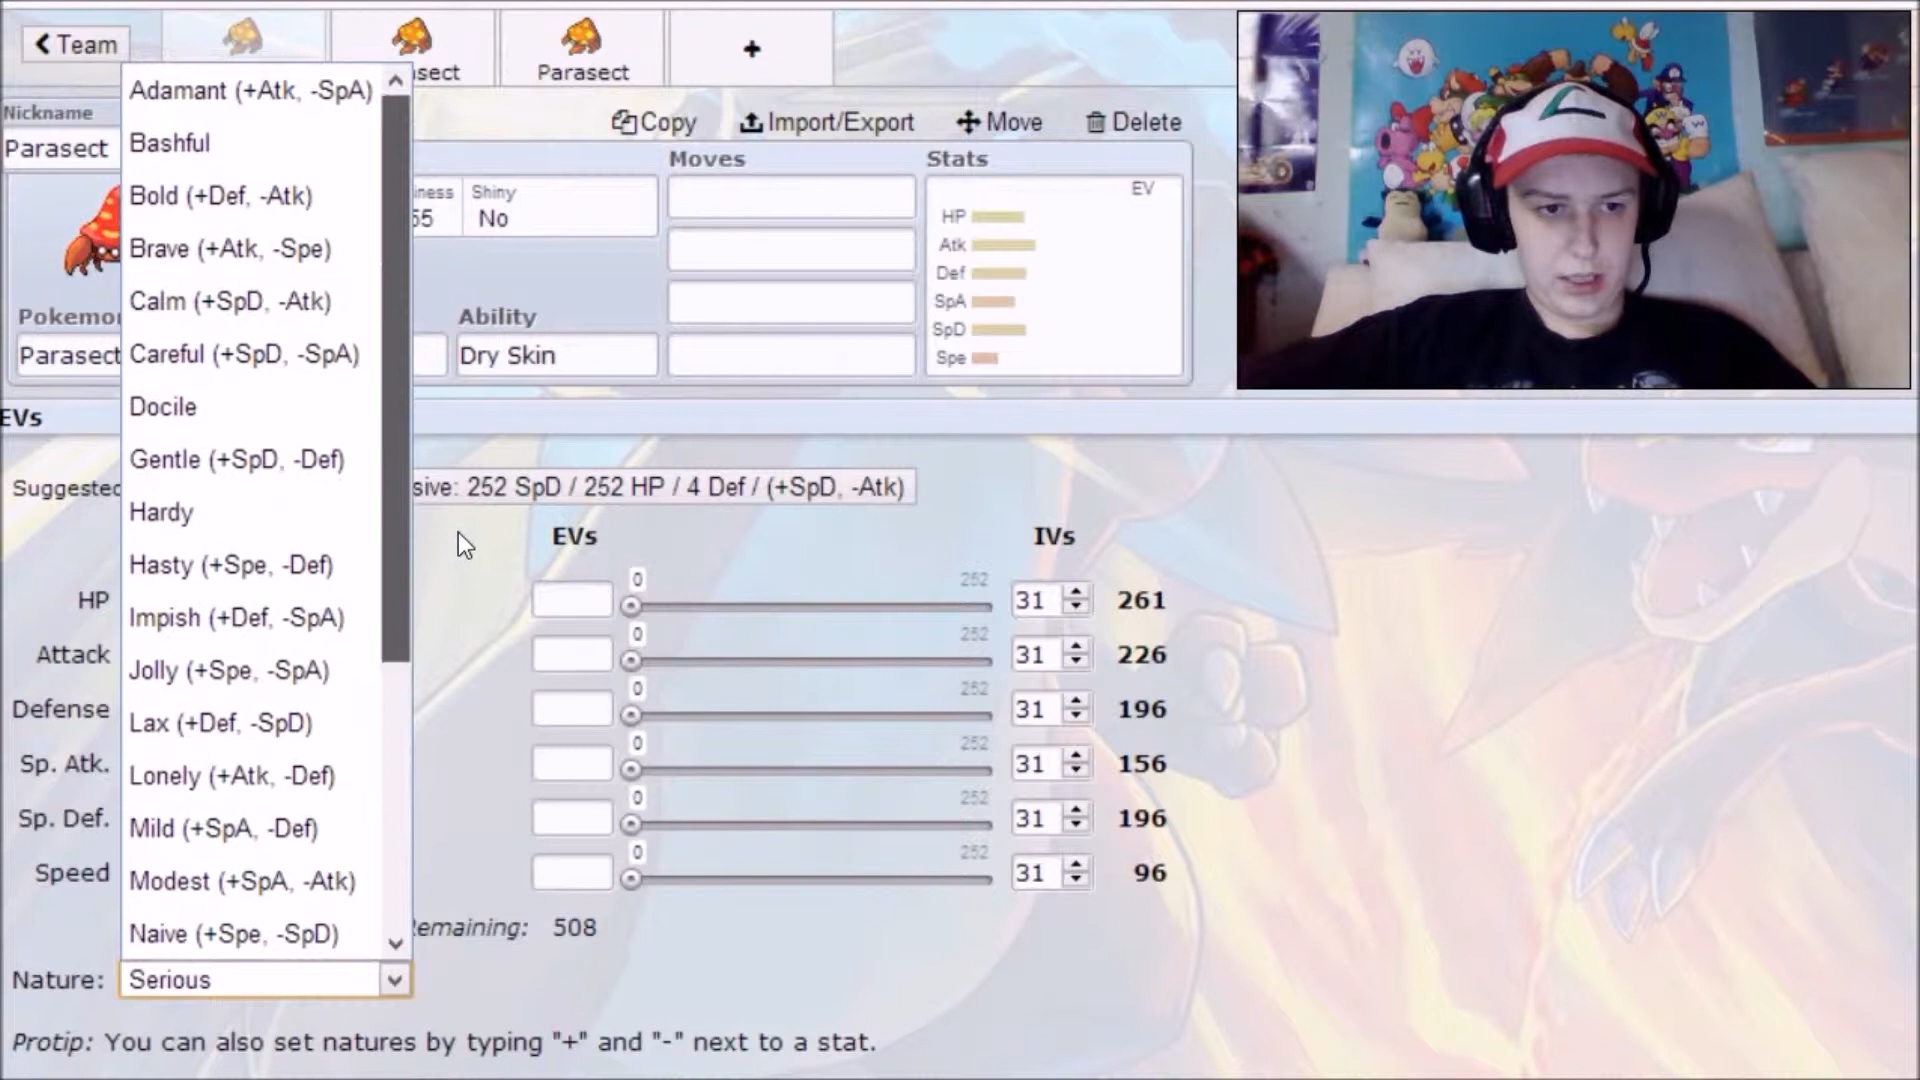 Team
sect
Parasect
+
Nickname
Copy Import/Export Move Delete
Parasect
Moves
Stats
iness
55
Shiny
No
EV
HP
Atk
Def
SpA
SpD
Spe
Pokemo
Parasect
Ability
Dry Skin
Adamant (+Atk, -SpA)
Bashful
Bold (+Def, -Atk)
Brave (+Atk, -Spe)
Calm (+SpD, -Atk)
Careful (+SpD, -SpA)
Docile
Gentle (+SpD, -Def)
Hardy
Hasty (+Spe, -Def)
Impish (+Def, -SpA)
Jolly (+Spe, -SpA)
Lax (+Def, -SpD)
Lonely (+Atk, -Def)
Mild (+SpA, -Def)
Modest (+SpA, -Atk)
Naive (+Spe, -SpD)
EVs
Suggested
sive: 252 SpD / 252 HP / 4 Def / (+SpD, -Atk)
EVs IVs
HP 0 252 31 261
Attack 0 252 31 226
Defense 0 252 31 196
Sp. Atk. 0 252 31 156
Sp. Def. 0 252 31 196
Speed 0 252 31 96
Remaining: 508
Nature: Serious
Protip: You can also set natures by typing "+" and "-" next to a stat.